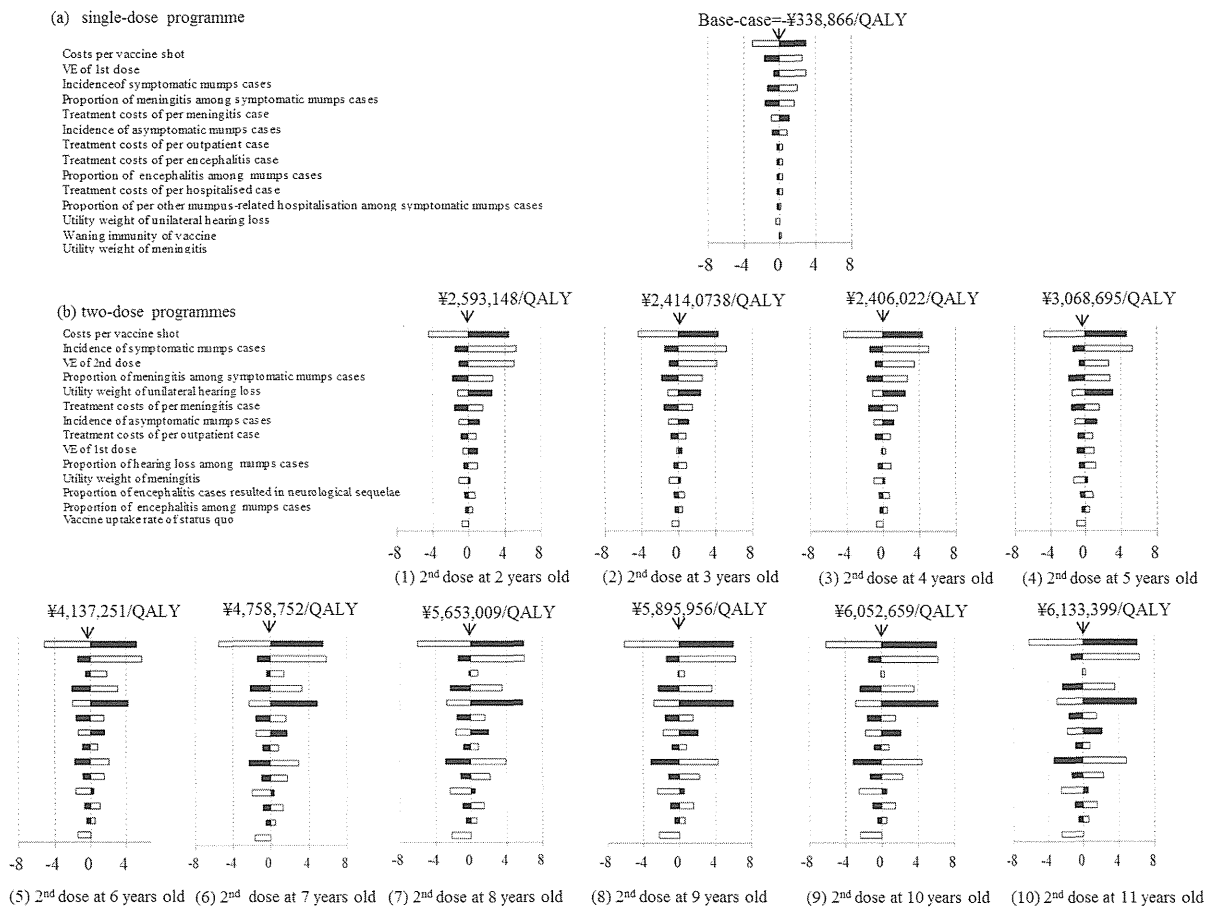 (a) single-dose programme
Base-case=-¥338,866/QALY
Costs per vaccine shot
VE of 1st dose
Incidenceof symptomatic mumps cases
Proportion of meningitis among symptomatic mumps cases
Treatment costs of per meningitis case
Incidence of asymptomatic mumps cases
Treatment costs of per outpatient case
Treatment costs of per encephalitis case
Proportion of encephalitis among mumps cases
Treatment costs of per hospitalised case
Proportion of per other mumpus-related hospitalisation among symptomatic mumps cases
Utility weight of unilateral hearing loss
Waning immunity of vaccine
Utility weight of meningitis
-8 -4 0 4 8
(b) two-dose programmes
¥2,593,148/QALY
¥2,414,0738/QALY
¥2,406,022/QALY
¥3,068,695/QALY
Costs per vaccine shot
Incidence of symptomatic mumps cases
VE of 2nd dose
Proportion of meningitis among symptomatic mumps cases
Utility weight of unilateral hearing loss
Treatment costs of per meningitis case
Incidence of asymptomatic mumps cases
Treatment costs of per outpatient case
VE of 1st dose
Proportion of hearing loss among mumps cases
Utility weight of meningitis
Proportion of encephalitis cases resulted in neurological sequelae
Proportion of encephalitis among mumps cases
Vaccine uptake rate of status quo
-8 -4 0 4 8
-8 -4 0 4 8
-8 -4 0 4 8
-8 -4 0 4 8
(1) 2nd dose at 2 years old
(2) 2nd dose at 3 years old
(3) 2nd dose at 4 years old
(4) 2nd dose at 5 years old
¥4,137,251/QALY
¥4,758,752/QALY
¥5,653,009/QALY
¥5,895,956/QALY
¥6,052,659/QALY
¥6,133,399/QALY
-8 -4 0 4
-8 -4 0 4 8
-8 -4 0 4 8
-8 -4 0 4 8
-8 -4 0 4 8
-8 -4 0 4 8
(5) 2nd dose at 6 years old
(6) 2nd dose at 7 years old
(7) 2nd dose at 8 years old
(8) 2nd dose at 9 years old
(9) 2nd dose at 10 years old
(10) 2nd dose at 11 years old